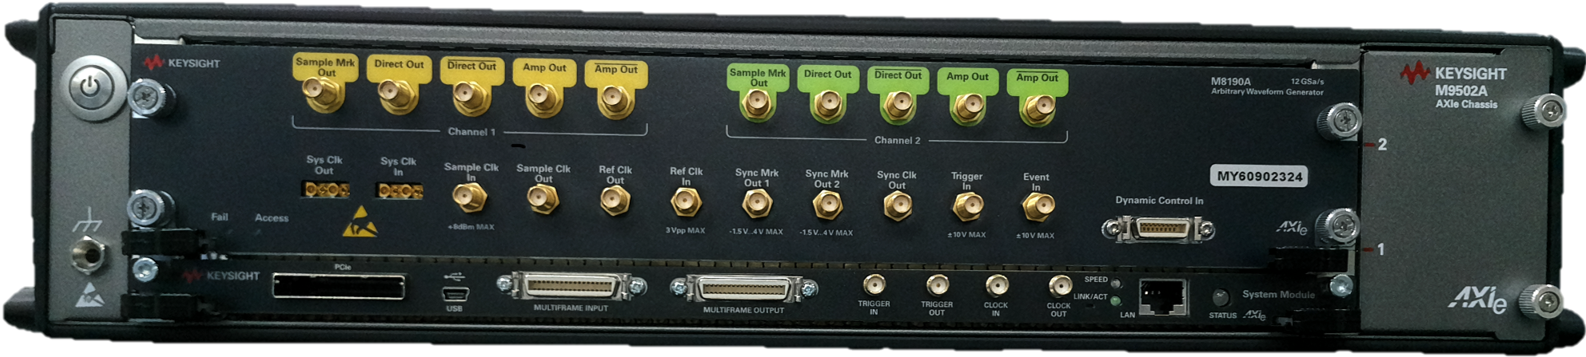 KEYSIGHT
Sample Mrk
Out
Direct Out
Direct Out
Amp Out
Amp Out
Channel 1
Sample Mrk
Out
Direct Out
Direct Out
Amp Out
Amp Out
Channel 2
M8190A
12 GSa/s
Arbitrary Waveform Generator
KEYSIGHT
M9502A
AXIe Chassis
2
Sys Clk
Out
Sys Clk
In
Sample Clk
In
+8dBm MAX
Sample Clk
Out
Ref Clk
Out
Ref Clk
In
3 Vpp MAX
Sync Mrk
Out 1
-1.5 V...4 V MAX
Sync Mrk
Out 2
-1.5 V...4 V MAX
Sync Clk
Out
Trigger
In
±10 V MAX
Event
In
±10 V MAX
MY60902324
Dynamic Control In
AXIe
Fail
Access
1
KEYSIGHT
PCIe
USB
MULTIFRAME INPUT
MULTIFRAME OUTPUT
TRIGGER
IN
TRIGGER
OUT
CLOCK
IN
CLOCK
OUT
SPEED
LINK/ACT
LAN
STATUS
System Module
AXIe
AXIe